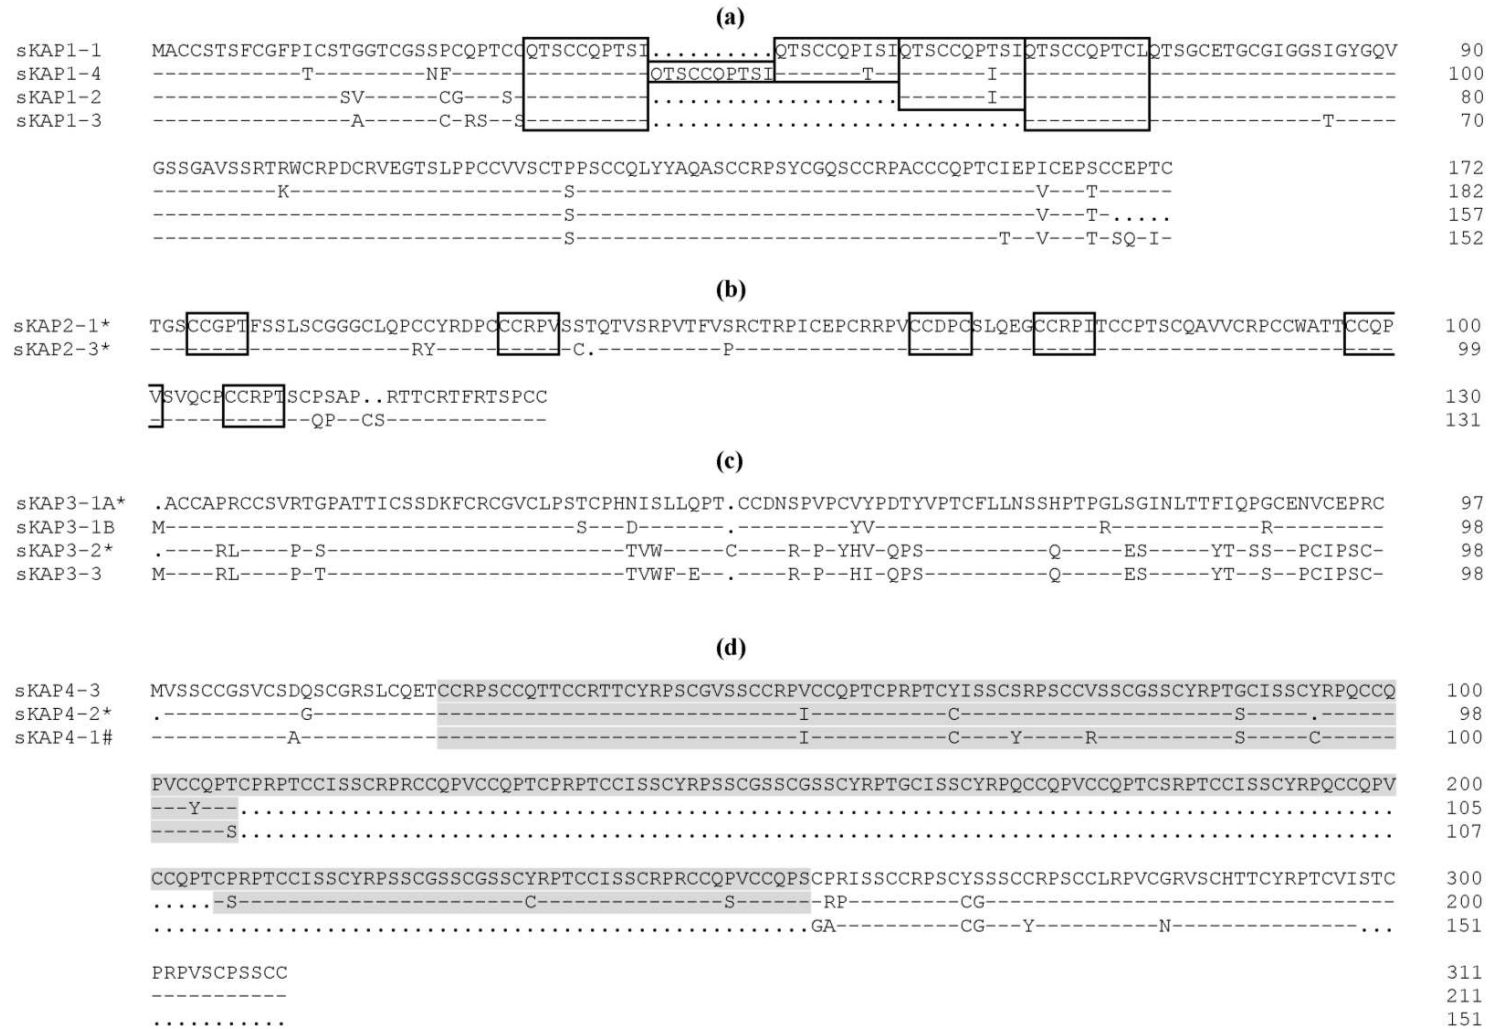 (a)
sKAP1-1 MACCSTSFCGFPICSTGGTCGSSPCQPTCCQTSCCQPTSI..........QTSCCQPISIQTSCCQPTSIQTSCCQPTCLQTSGCETGCGIGGSIGYGQV 90
sKAP1-4 ------------T---------NF----------------QTSCCQPTSI-------T---------I-------------------------------- 100
sKAP1-2 ---------------SV------CG---S-----------....................-------I-------------------------------- 80
sKAP1-3 ----------------A------C-RS--S----------..............................------------------------T----- 70
GSSGAVSSRTRWCRPDCRVEGTSLPPCCVVSCTPPSCCQLYYAQASCCRPSYCGQSCCRPACCCQPTCIEPICEPSCCEPTC 172
----------K----------------------S-------------------------------------V---T------ 182
---------------------------------S-------------------------------------V---T-..... 157
---------------------------------S----------------------------------T--V---T-SQ-I- 152
(b)
sKAP2-1* TGSCCGPTFSSLSCGGGCLQPCCYRDPCCCRPVSSTQTVSRPVTFVSRCTRPICEPCRRPVCCDPCSLQEGCCRPITCCPTSCQAVVCRPCCWATTCCQP 100
sKAP2-3* ---------------------RY-----------C.----------P----------------------------------------------------- 99
VSVQCPCCRPTSCPSAP..RTTCRTFRTSPCC 130
-------------QP--CS------------- 131
(c)
sKAP3-1A* .ACCAPRCCSVRTGPATTICSSDKFCRCGVCLPSTCPHNISLLQPT.CCDNSPVPCVYPDTYVPTCFLLNSSHPTPGLSGINLTTFIQPGCENVCEPRC 97
sKAP3-1B M---------------------------------S---D-------.---------YV------------------R------------R--------- 98
sKAP3-2* .----RL----P-S------------------------TVW-----C----R-P-YHV-QPS----------Q-----ES-----YT-SS--PCIPSC- 98
sKAP3-3 M----RL----P-T------------------------TVWF-E--.----R-P--HI-QPS----------Q-----ES-----YT--S--PCIPSC- 98
(d)
sKAP4-3 MVSSCCGSVCSDQSCGRSLCQETCCRPSCCQTTCCRTTCYRPSCGVSSCCRPVCCQPTCPRPTCYISSCSRPSCCVSSCGSSCYRPTGCISSCYRPQCCQ 100
sKAP4-2* .-----------G---------------------------------------I-----------C----------------------S-----.------ 98
sKAP4-1# -----------A----------------------------------------I-----------C----Y-----R-----------S-----C------ 100
PVCCQPTCPRPTCCISSCRPRCCQPVCCQPTCPRPTCCISSCYRPSSCGSSCGSSCYRPTGCISSCYRPQCCQPVCCQPTCSRPTCCISSCYRPQCCQPV 200
---Y---............................................................................................. 105
------S............................................................................................. 107
CCQPTCPRPTCCISSCYRPSSCGSSCGSSCYRPTCCISSCRPRCCQPVCCQPSCPRISSCCRPSCYSSSCCRPSCCLRPVCGRVSCHTTCYRPTCVISTC 300
.....-S-----------------------C---------------S-------RP---------CG--------------------------------- 200
.....................................................GA----------CG---Y----------N---------------... 151
PRPVSCPSSCC 311
----------- 211
........... 151